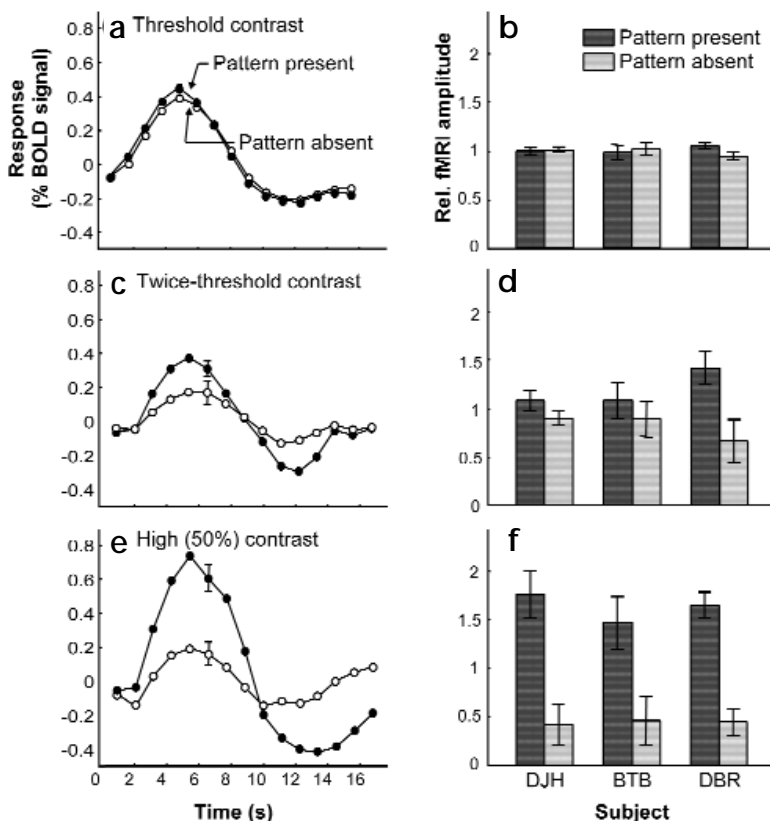 a Threshold contrast
Pattern present
Pattern absent
Response
(% BOLD signal)
0.8
0.6
0.4
0.2
0
-0.2
-0.4
b
Pattern present
Pattern absent
Rel. fMRI amplitude
2
1.5
1
0.5
0
c Twice-threshold contrast
0.8
0.6
0.4
0.2
0
-0.2
-0.4
d
2
1.5
1
0.5
0
e High (50%) contrast
0.8
0.6
0.4
0.2
0
-0.2
-0.4
0 2 4 6 8 10 12 14 16
Time (s)
f
2
1.5
1
0.5
0
DJH BTB DBR
Subject